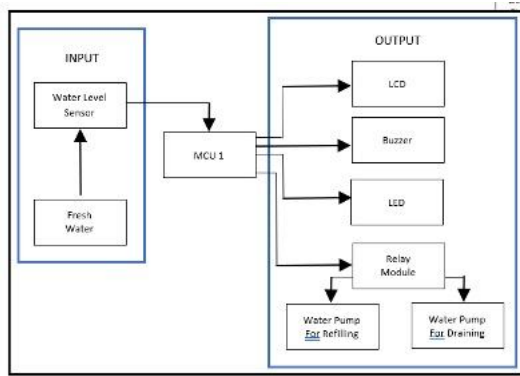 INPUT
Water Level
Sensor
Fresh
Water
MCU 1
OUTPUT
LCD
Buzzer
LED
Relay
Module
Water Pump
For Refilling
Water Pump
For Draining